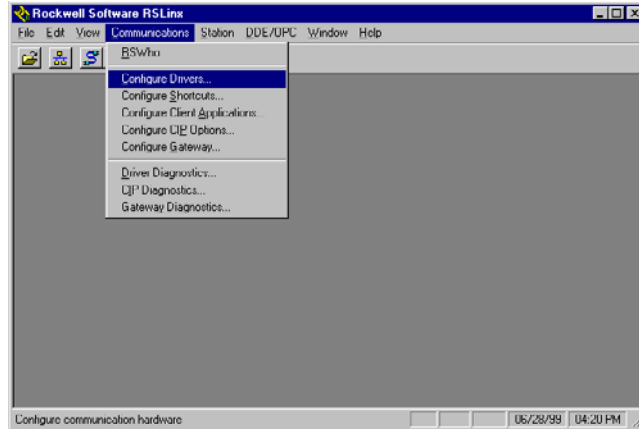 Rockwell Software RSLinx
File Edit View Communications Station DDE/OPC Window Help
RSWho
Configure Drivers...
Configure Shortcuts...
Configure Client Applications...
Configure CIP Options...
Configure Gateway...
Driver Diagnostics...
CIP Diagnostics...
Gateway Diagnostics...
Configure communication hardware 06/28/99 04:20 PM